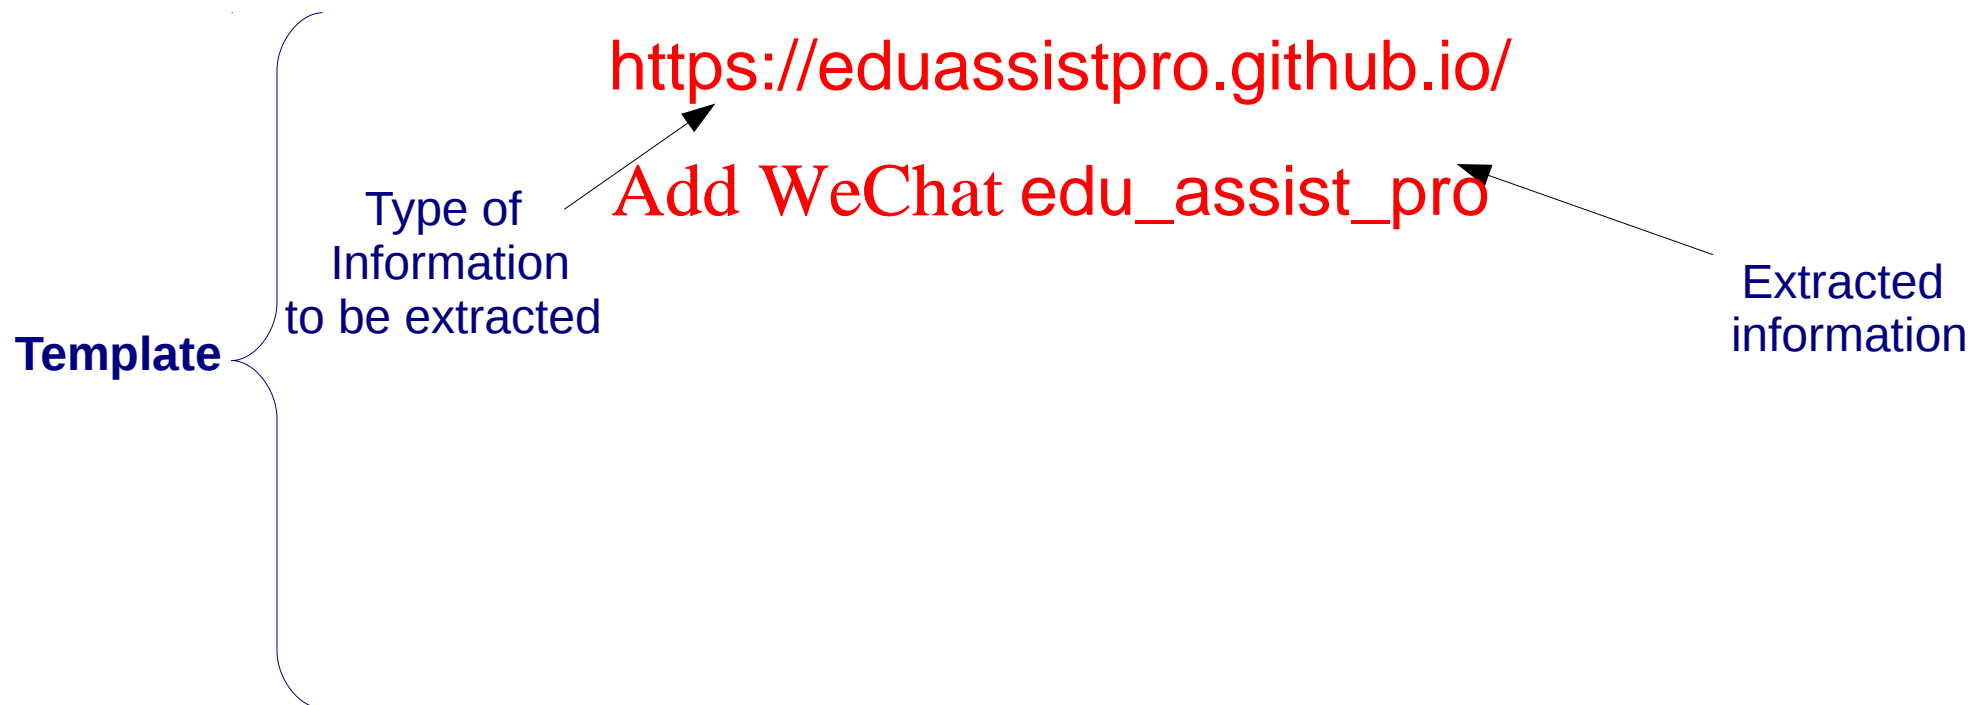 https://eduassistpro.github.io/
Add WeChat edu_assist_pro
Type of
Information
to be extracted
Extracted
information
Template